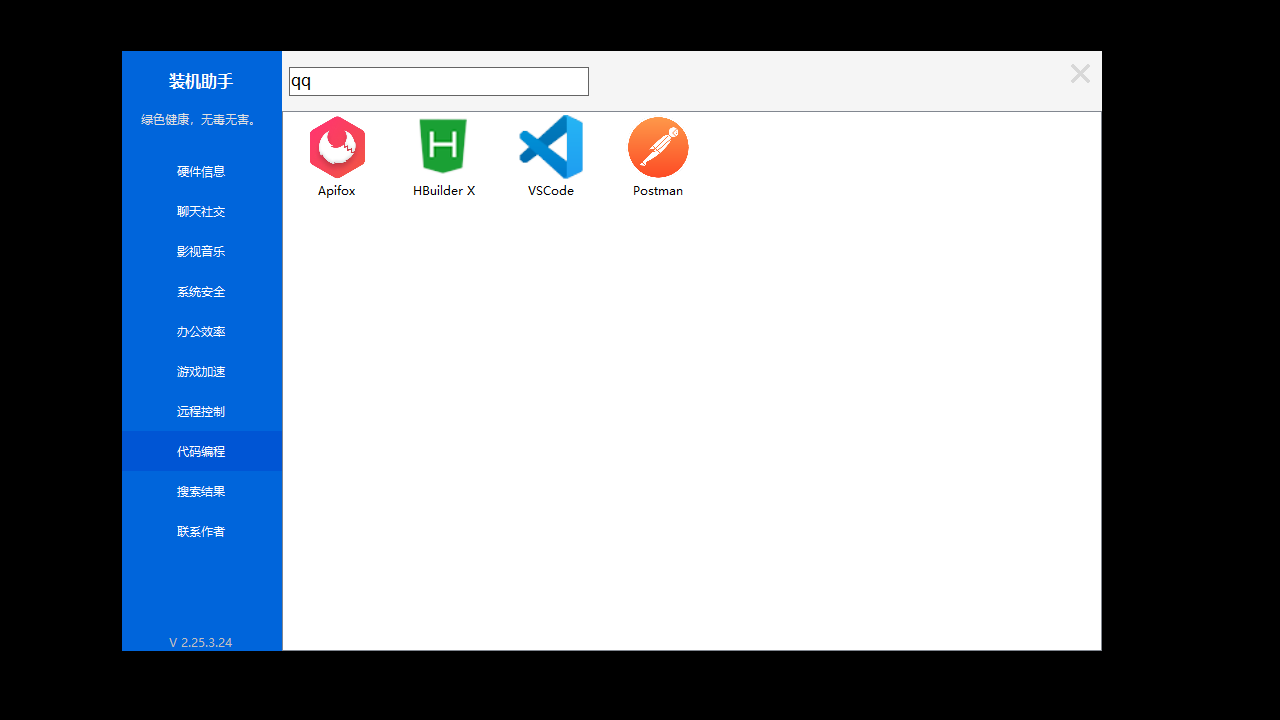 装机助手
绿色健康，无毒无害。
硬件信息
聊天社交
影视音乐
系统安全
办公效率
游戏加速
远程控制
代码编程
搜索结果
联系作者
V 2.25.3.24
qq
Apifox
HBuilder X
VSCode
Postman